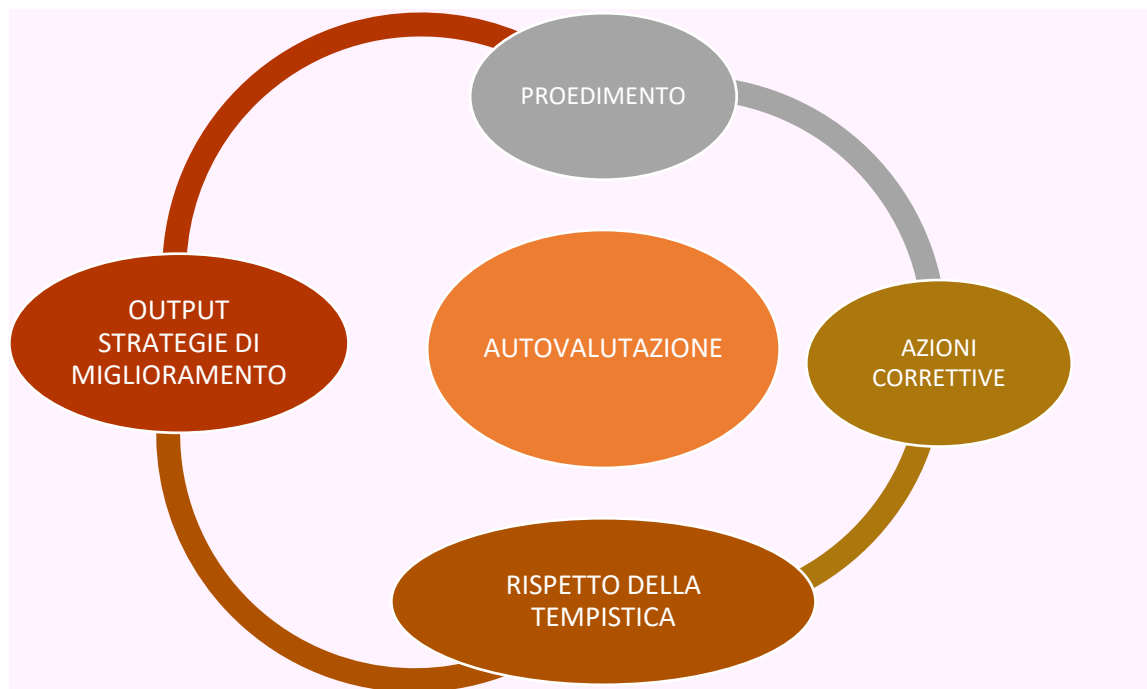 PROEDIMENTO
OUTPUT
STRATEGIE DI
MIGLIORAMENTO
AUTOVALUTAZIONE
AZIONI
CORRETTIVE
RISPETTO DELLA
TEMPISTICA